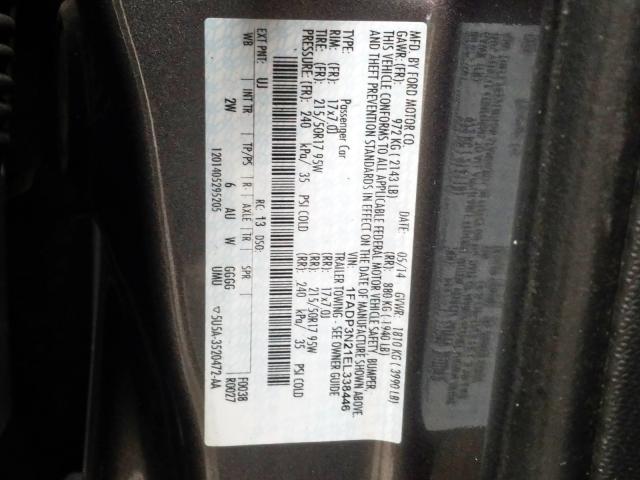 MFD. BY FORD MOTOR CO.
DATE: 05/14 GVWR: 1810 KG ( 3990 LB)
GAWR: (FR): 972 KG ( 2143 LB) (RR): 880 KG ( 1940 LB)
THIS VEHICLE CONFORMS TO ALL APPLICABLE FEDERAL MOTOR VEHICLE SAFETY, BUMPER,
AND THEFT PREVENTION STANDARDS IN EFFECT ON THE DATE OF MANUFACTURE SHOWN ABOVE.
VIN: 1FADP3N21EL338446
TYPE: Passenger Car TRAILER TOWING - SEE OWNER GUIDE
RIM: (FR): 17x7.0J (RR): 17x7.0J
TIRE: (FR): 215/50R17 95W (RR): 215/50R17 95W
PRESSURE: (FR): 240 kPa/ 35 PSI COLD (RR): 240 kPa/ 35 PSI COLD
EXT PNT: UJ RC: 13 DSO: F0038
R0027
WB INT TR TP/PS R AXLE TR SPR
2W 6 AU W GGGG UMU
1201405295205 ▽5U5A-3520472-AA